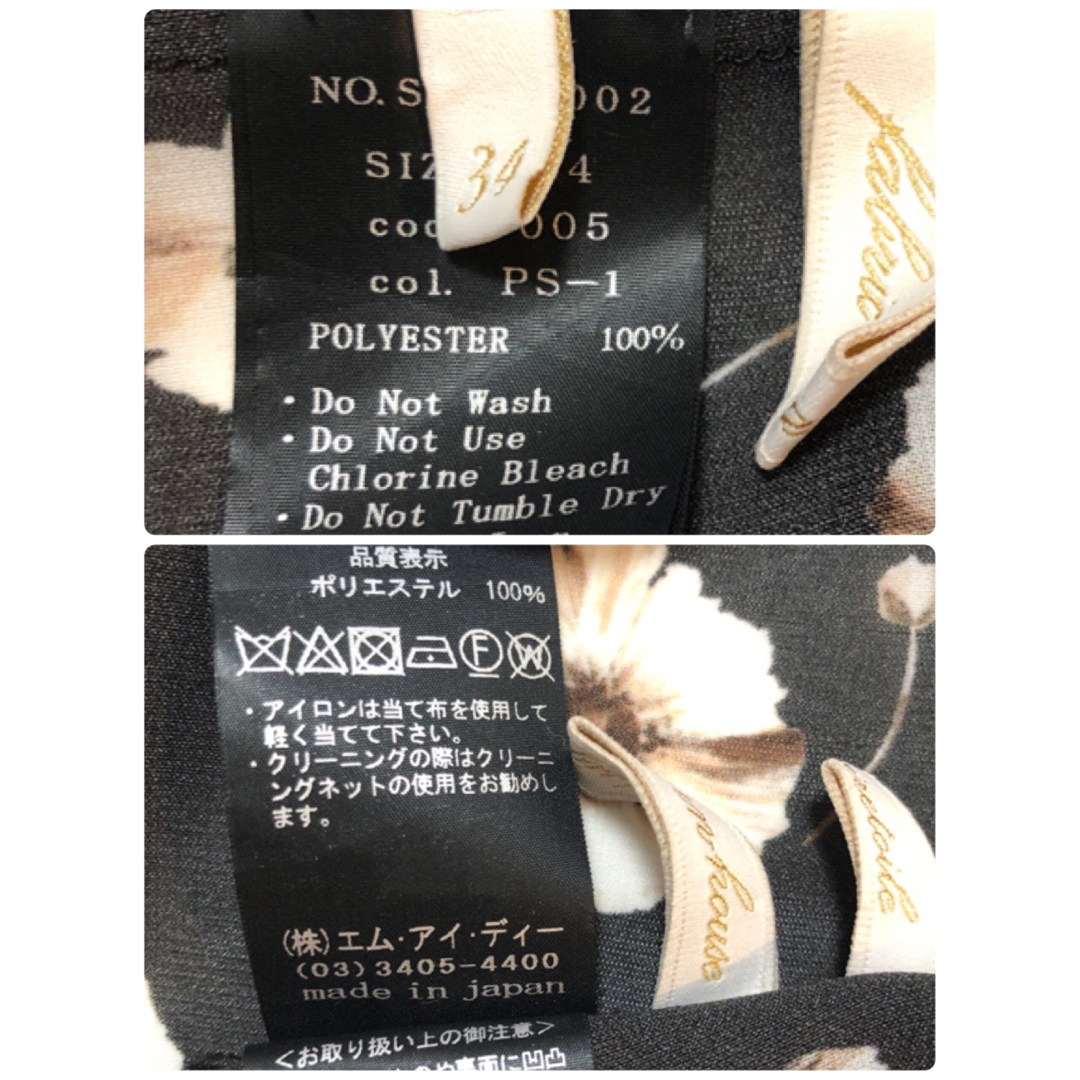 NO. S 002
34
SIZ 4
005
col. PS-1
POLYESTER 100%
・Do Not Wash
・Do Not Use
Chlorine Bleach
・Do Not Tumble Dry
品質表示
ポリエステル 100%
F
W
・アイロンは当て布を使用して
軽く当てて下さい。
・クリーニングの際はクリーニ
ングネットの使用をお勧めし
ます。
(株)エム・アイ・ディー
(03)3405-4400
made in japan
<お取り扱い上の御注意>